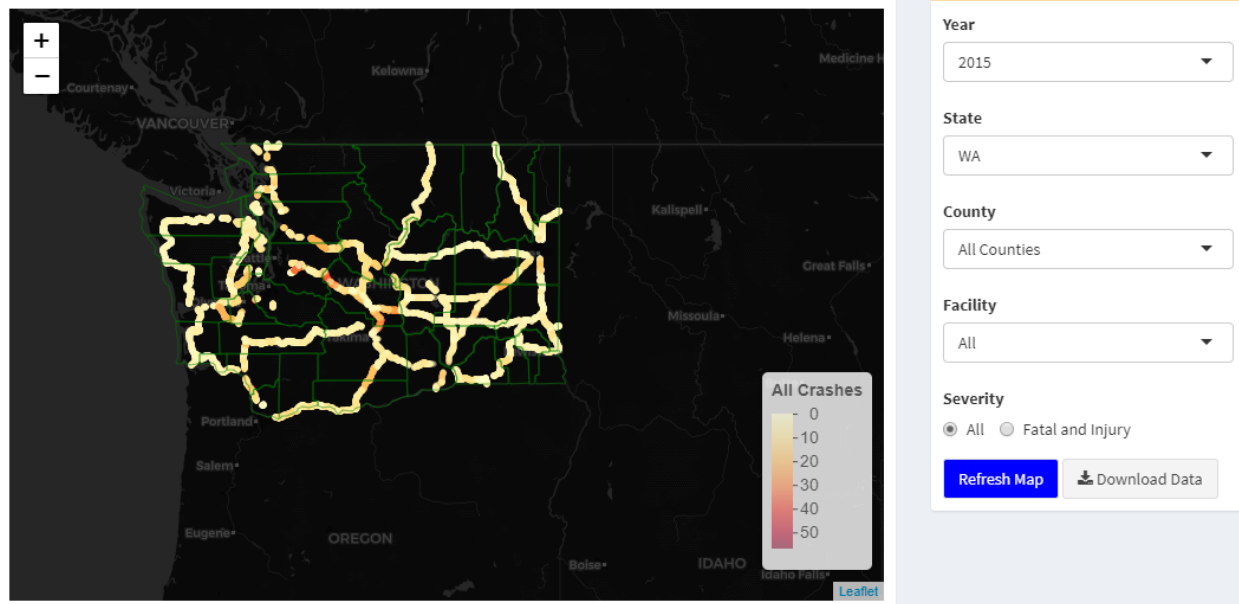 +
−
Kelowna
Medicine H
Courtenay
VANCOUVER
Victoria
Kalispell
Seattle
Great Falls
Tacoma
WASHINGTON
Missoula
Helena
Yakima
Portland
Salem
Eugene
OREGON
Boise
IDAHO
Idaho Falls
All Crashes
0
10
20
30
40
50
Leaflet
Year
2015
State
WA
County
All Counties
Facility
All
Severity
All Fatal and Injury
Refresh Map Download Data